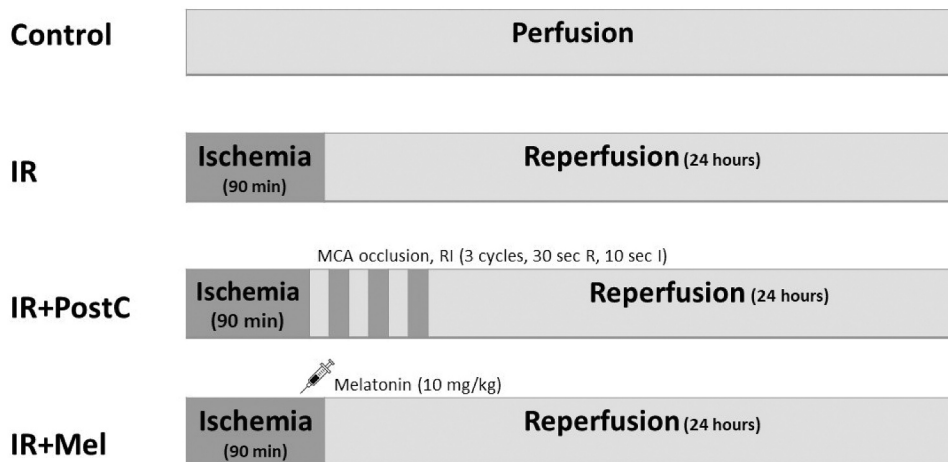 Control
Perfusion
IR
Ischemia
(90 min)
Reperfusion (24 hours)
MCA occlusion, RI (3 cycles, 30 sec R, 10 sec I)
IR+PostC
Ischemia
(90 min)
Reperfusion (24 hours)
Melatonin (10 mg/kg)
IR+Mel
Ischemia
(90 min)
Reperfusion (24 hours)